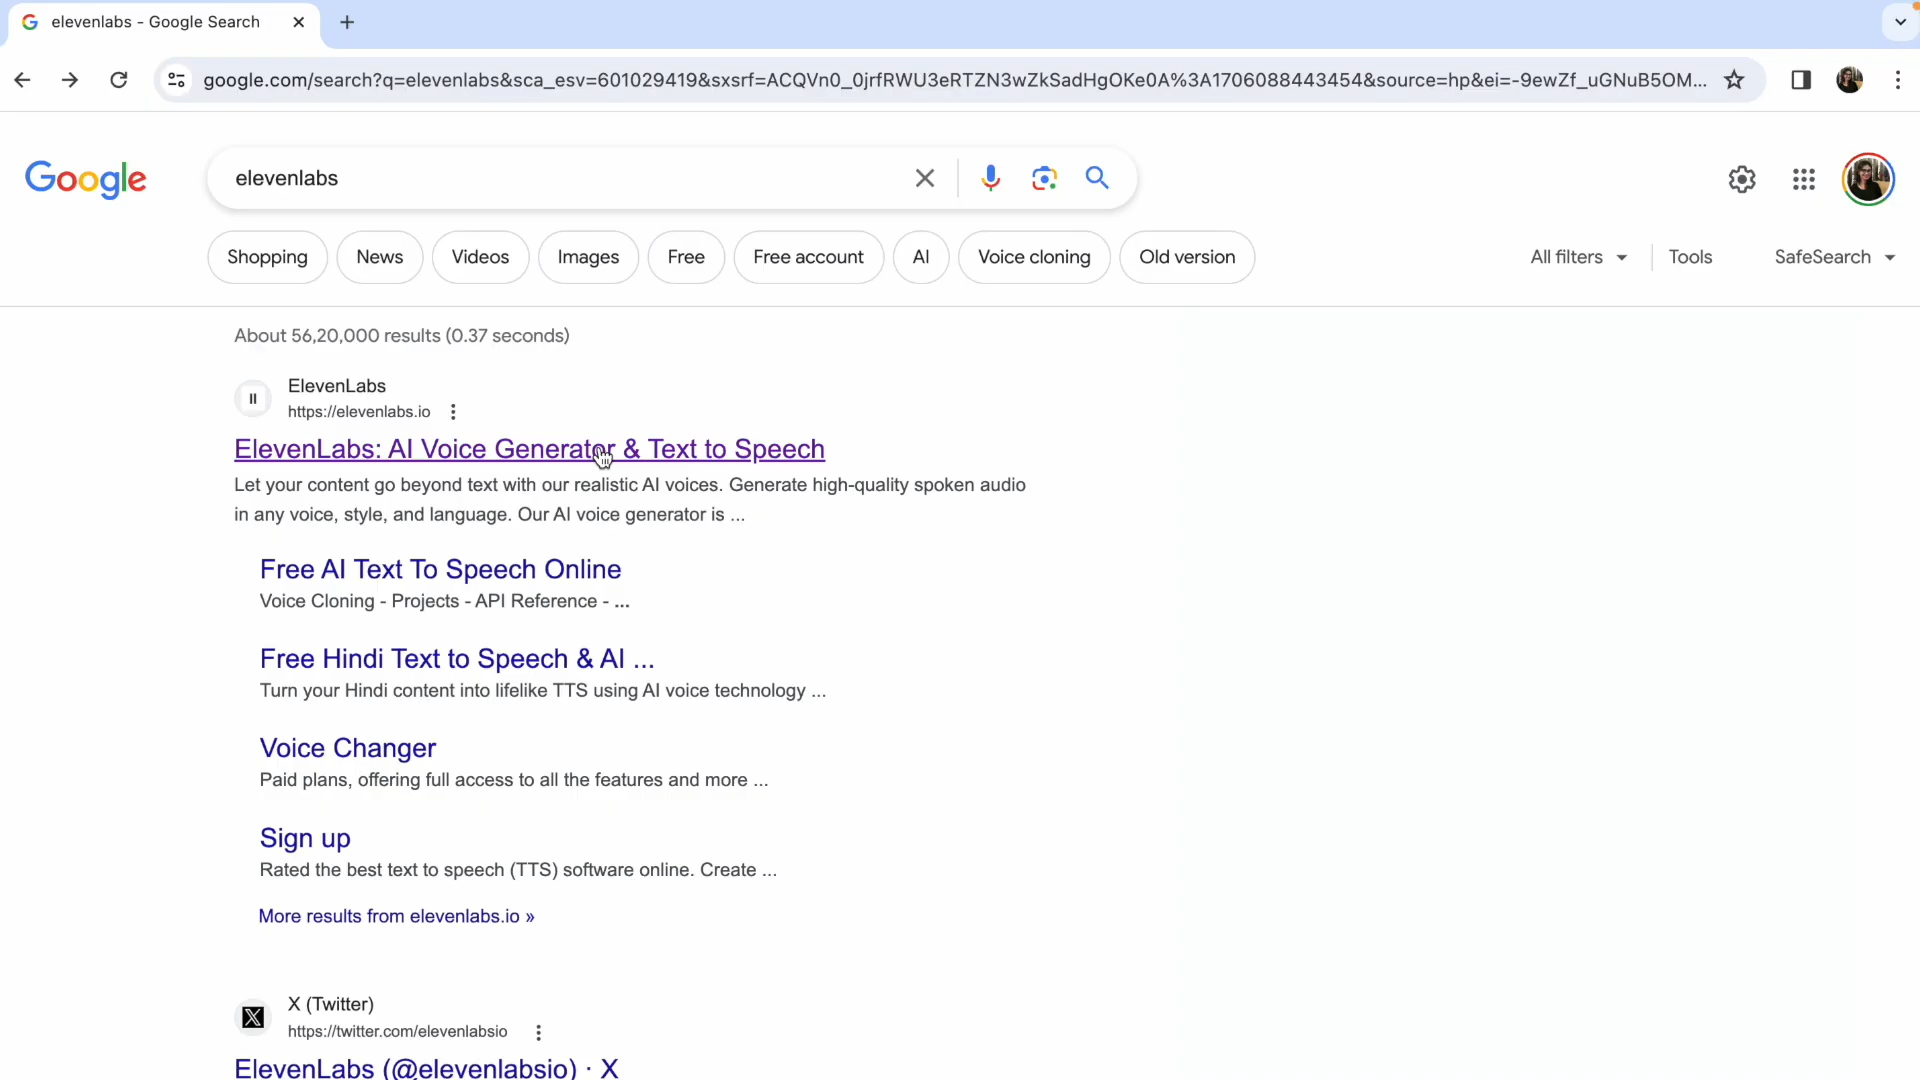 elevenlabs - Google Search
google.com/search?q=elevenlabs&sca_esv=601029419&sxsrf=ACQVn0_0jrfRWU3eRTZN3wZkSadHgOKe0A%3A1706088443454&source=hp&ei=-9ewZf_uGNuB5OM...
Google
elevenlabs
Shopping News Videos Images Free Free account AI Voice cloning Old version All filters Tools SafeSearch
About 56,20,000 results (0.37 seconds)
ElevenLabs
https://elevenlabs.io
ElevenLabs: AI Voice Generator & Text to Speech
Let your content go beyond text with our realistic AI voices. Generate high-quality spoken audio
in any voice, style, and language. Our AI voice generator is ...
Free AI Text To Speech Online
Voice Cloning - Projects - API Reference - ...
Free Hindi Text to Speech & AI ...
Turn your Hindi content into lifelike TTS using AI voice technology ...
Voice Changer
Paid plans, offering full access to all the features and more ...
Sign up
Rated the best text to speech (TTS) software online. Create ...
More results from elevenlabs.io »
X (Twitter)
https://twitter.com/elevenlabsio
ElevenLabs (@elevenlabsio) · X